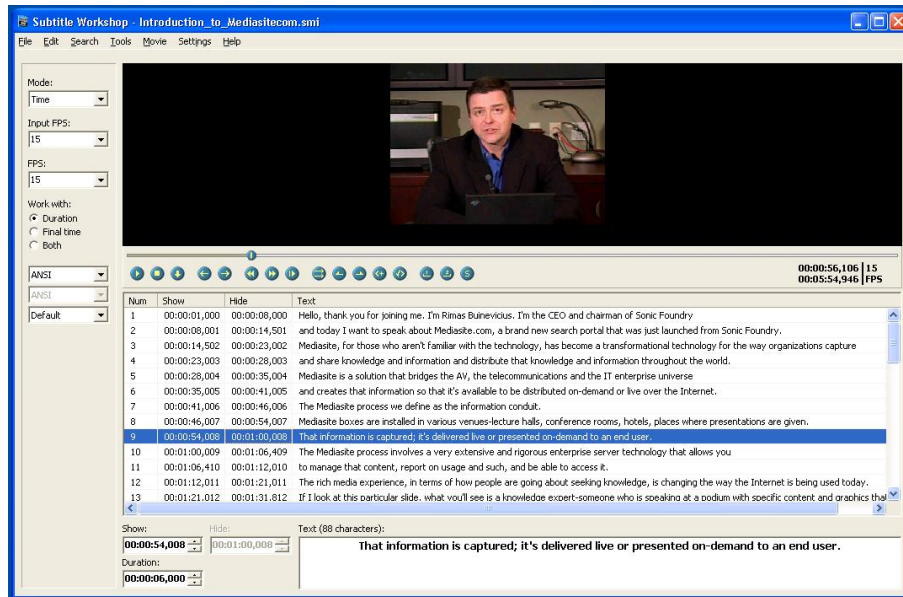 Subtitle Workshop - Introduction_to_Mediasitecom.smi
File Edit Search Tools Movie Settings Help
Mode:
Time
Input FPS:
15
FPS:
15
Work with:
Duration
Final time
Both
ANSI
ANSI
Default
00:00:56,106 15
00:05:54,946 FPS
Num Show Hide Text
1 00:00:01,000 00:00:08,000 Hello, thank you for joining me. I'm Rimas Buinevicius. I'm the CEO and chairman of Sonic Foundry
2 00:00:08,001 00:00:14,501 and today I want to speak about Mediasite.com, a brand new search portal that was just launched from Sonic Foundry.
3 00:00:14,502 00:00:23,002 Mediasite, for those who aren't familiar with the technology, has become a transformational technology for the way organizations capture
4 00:00:23,003 00:00:28,003 and share knowledge and information and distribute that knowledge and information throughout the world.
5 00:00:28,004 00:00:35,004 Mediasite is a solution that bridges the AV, the telecommunications and the IT enterprise universe
6 00:00:35,005 00:00:41,005 and creates that information so that it's available to be distributed on-demand or live over the Internet.
7 00:00:41,006 00:00:46,006 The Mediasite process we define as the information conduit.
8 00:00:46,007 00:00:54,007 Mediasite boxes are installed in various venues-lecture halls, conference rooms, hotels, places where presentations are given.
9 00:00:54,008 00:01:00,008 That information is captured; it's delivered live or presented on-demand to an end user.
10 00:01:00,009 00:01:06,409 The Mediasite process involves a very extensive and rigorous enterprise server technology that allows you
11 00:01:06,410 00:01:12,010 to manage that content, report on usage and such, and be able to access it.
12 00:01:12,011 00:01:21,011 The rich media experience, in terms of how people are going about seeking knowledge, is changing the way the Internet is being used today.
13 00:01:21,012 00:01:31,812 If I look at this particular slide, what you'll see is a knowledge expert-someone who is speaking at a podium with specific content and graphics that
Show: Hide: Text (88 characters):
00:00:54,008 00:01:00,008 That information is captured; it's delivered live or presented on-demand to an end user.
Duration:
00:00:06,000